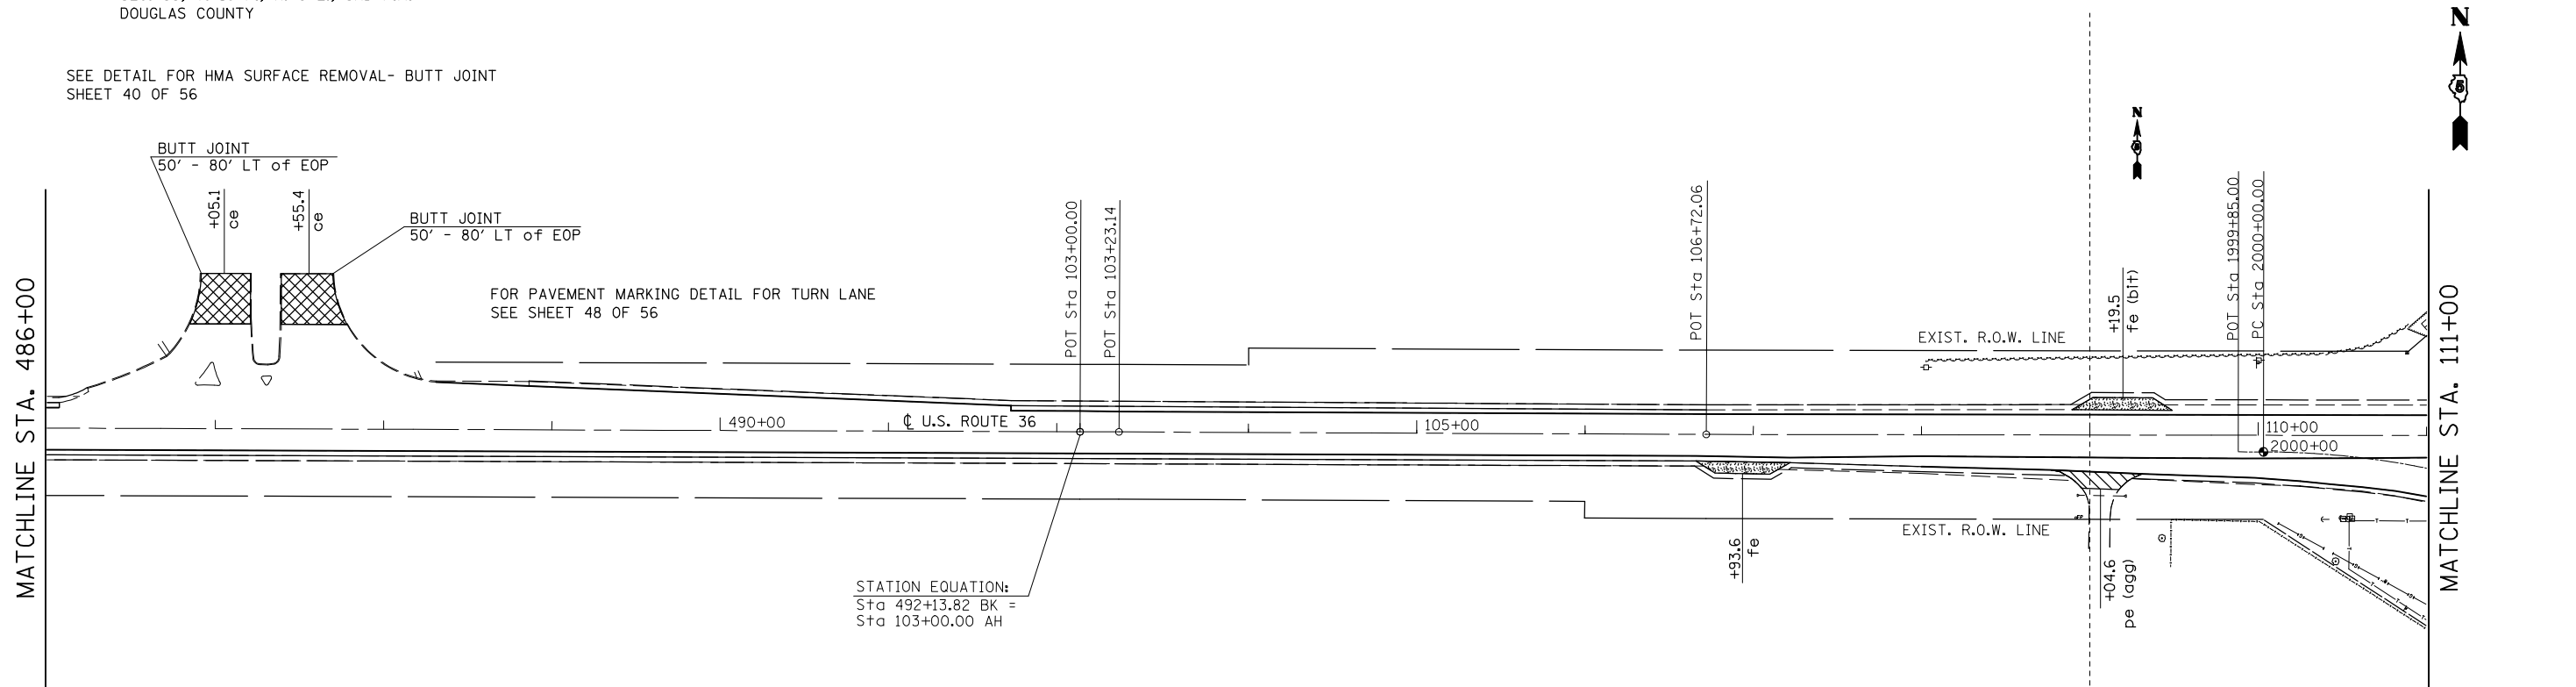 DOUGLAS COUNTY
SEE DETAIL FOR HMA SURFACE REMOVAL- BUTT JOINT
SHEET 40 OF 56
N
5
N
BUTT JOINT
50' - 80' LT of EOP
+05.1
ce
+55.4
ce
BUTT JOINT
50' - 80' LT of EOP
FOR PAVEMENT MARKING DETAIL FOR TURN LANE
SEE SHEET 48 OF 56
POT Sta 103+00.00
POT Sta 103+23.14
POT Sta 106+72.06
+19.5
fe (bit)
POT Sta 1999+85.00
PC Sta 2000+00.00
EXIST. R.O.W. LINE
MATCHLINE STA. 486+00
490+00
℄ U.S. ROUTE 36
105+00
110+00
2000+00
MATCHLINE STA. 111+00
EXIST. R.O.W. LINE
+93.6
fe
+04.6
pe (agg)
STATION EQUATION:
Sta 492+13.82 BK =
Sta 103+00.00 AH